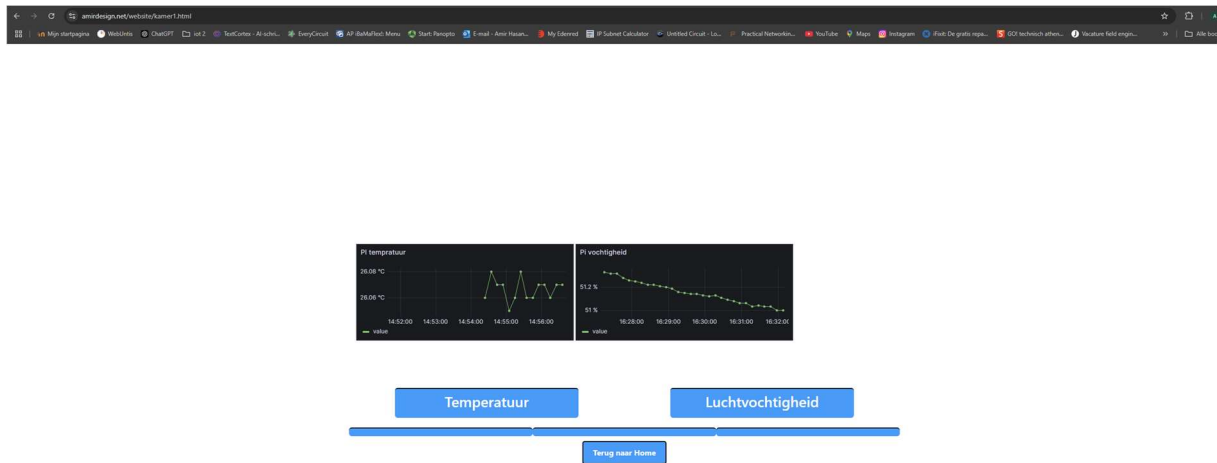 amirdesign.net/website/kamer1.html
Mijn startpagina WebUntis ChatGPT iot 2 TextCortex - AI-schri... EveryCircuit AP iBaMaFlex!: Menu Start: Panopto E-mail - Amir Hasan... My Edenred IP Subnet Calculator Untitled Circuit - Lo... Practical Networkin... YouTube Maps Instagram iFixit: De gratis repa... GO! technisch athen... Vacature field engin... » Alle boo
PI tempratuur
26.08 °C
26.06 °C
14:52:00 14:53:00 14:54:00 14:55:00 14:56:00
value
Pi vochtigheid
51.2 %
51 %
16:28:00 16:29:00 16:30:00 16:31:00 16:32:00
value
Temperatuur Luchtvochtigheid
Terug naar Home